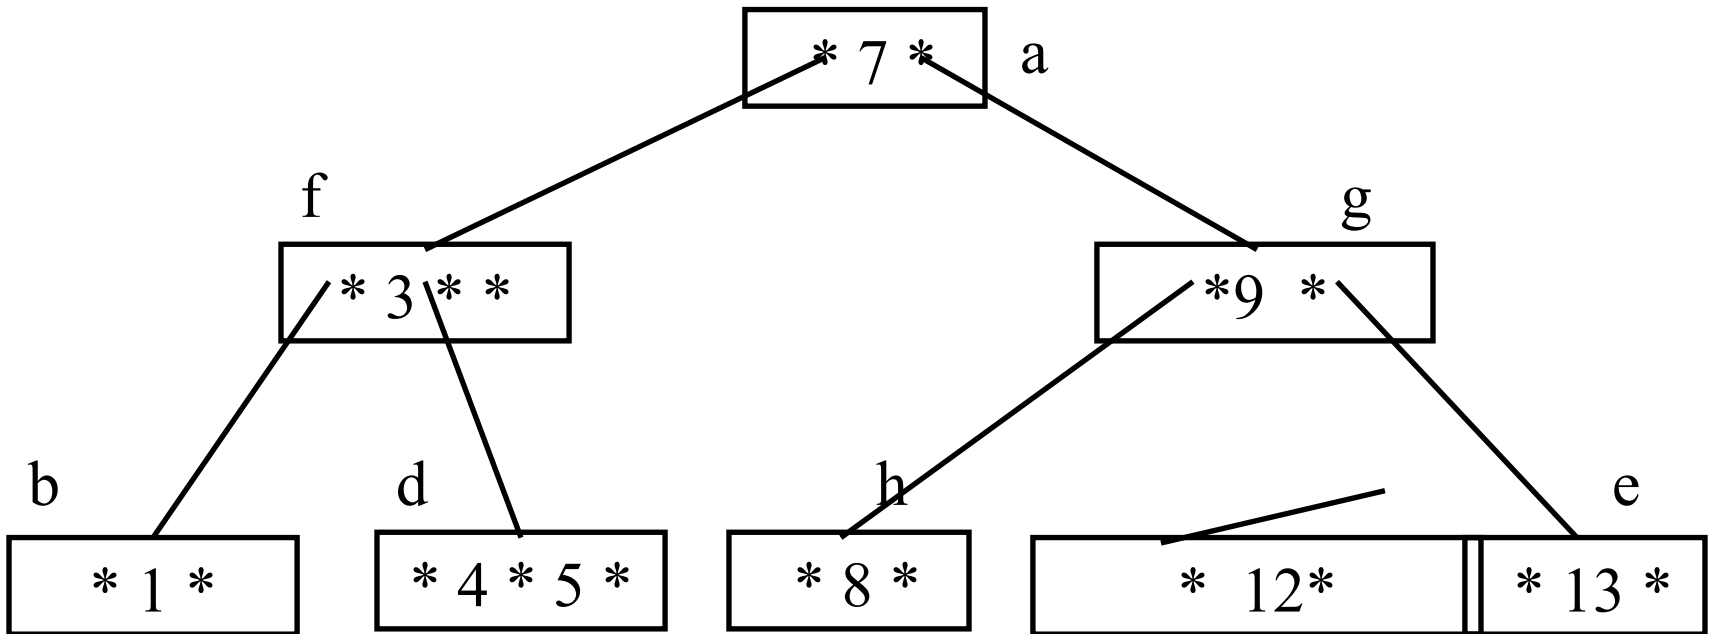 * 7 * a
f
g
* 3 * *
*9 *
b
d
h
e
* 1 *
* 4 * 5 *
* 8 *
* 12*
* 13 *